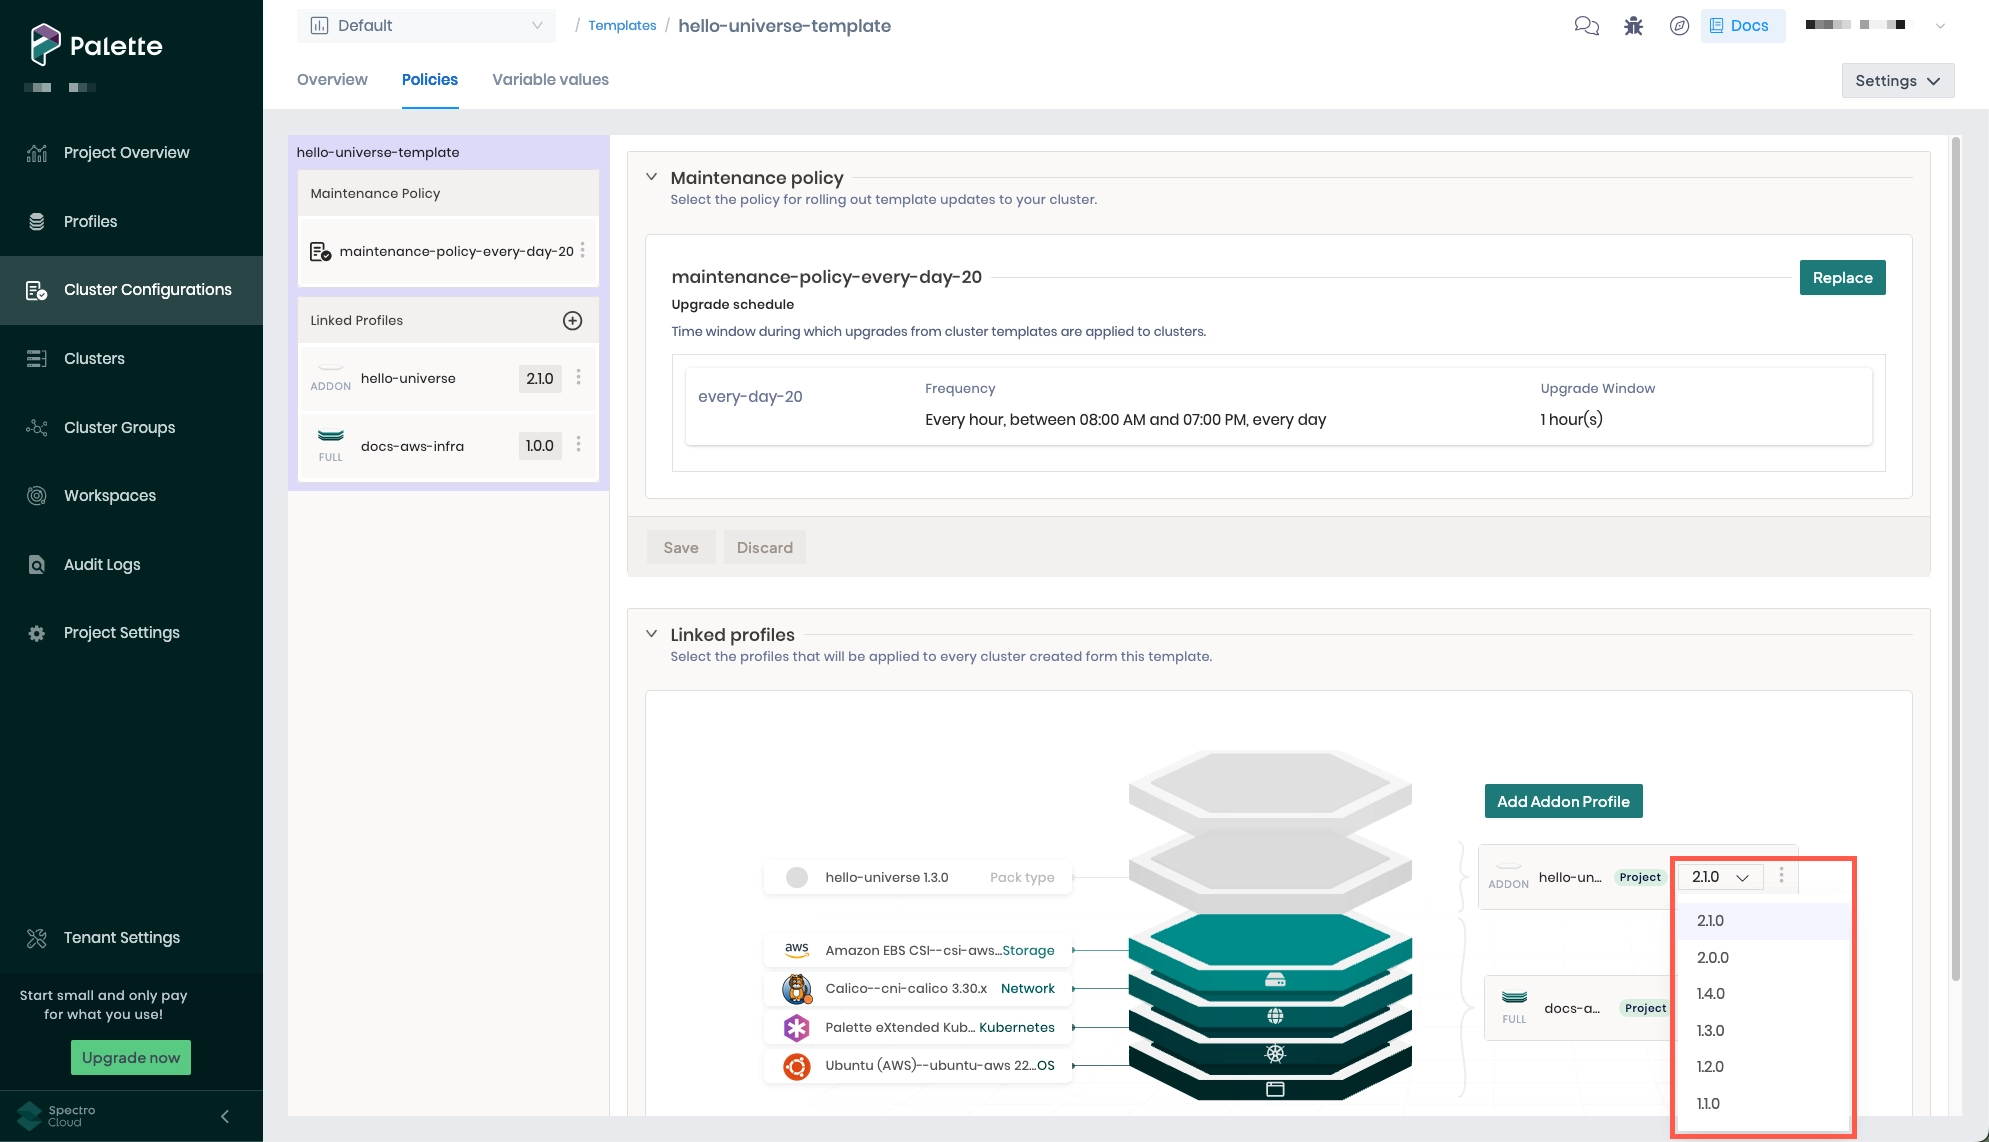 Palette
Project Overview
Profiles
Cluster Configurations
Clusters
Cluster Groups
Workspaces
Audit Logs
Project Settings
Tenant Settings
Start small and only pay
for what you use!
Upgrade now
Spectro
Cloud
Default
/ Templates / hello-universe-template
Docs
Overview Policies Variable values
Settings
hello-universe-template
Maintenance Policy
maintenance-policy-every-day-20
Linked Profiles
ADDON hello-universe 2.1.0
FULL docs-aws-infra 1.0.0
Maintenance policy
Select the policy for rolling out template updates to your cluster.
maintenance-policy-every-day-20
Replace
Upgrade schedule
Time window during which upgrades from cluster templates are applied to clusters.
every-day-20
Frequency
Every hour, between 08:00 AM and 07:00 PM, every day
Upgrade Window
1 hour(s)
Save Discard
Linked profiles
Select the profiles that will be applied to every cluster created form this template.
hello-universe 1.3.0 Pack type
aws Amazon EBS CSI--csi-aws... Storage
Calico--cni-calico 3.30.x Network
Palette eXtended Kub... Kubernetes
Ubuntu (AWS)--ubuntu-aws 22... OS
Add Addon Profile
ADDON hello-un... Project 2.1.0
FULL docs-a... Project
2.1.0
2.0.0
1.4.0
1.3.0
1.2.0
1.1.0